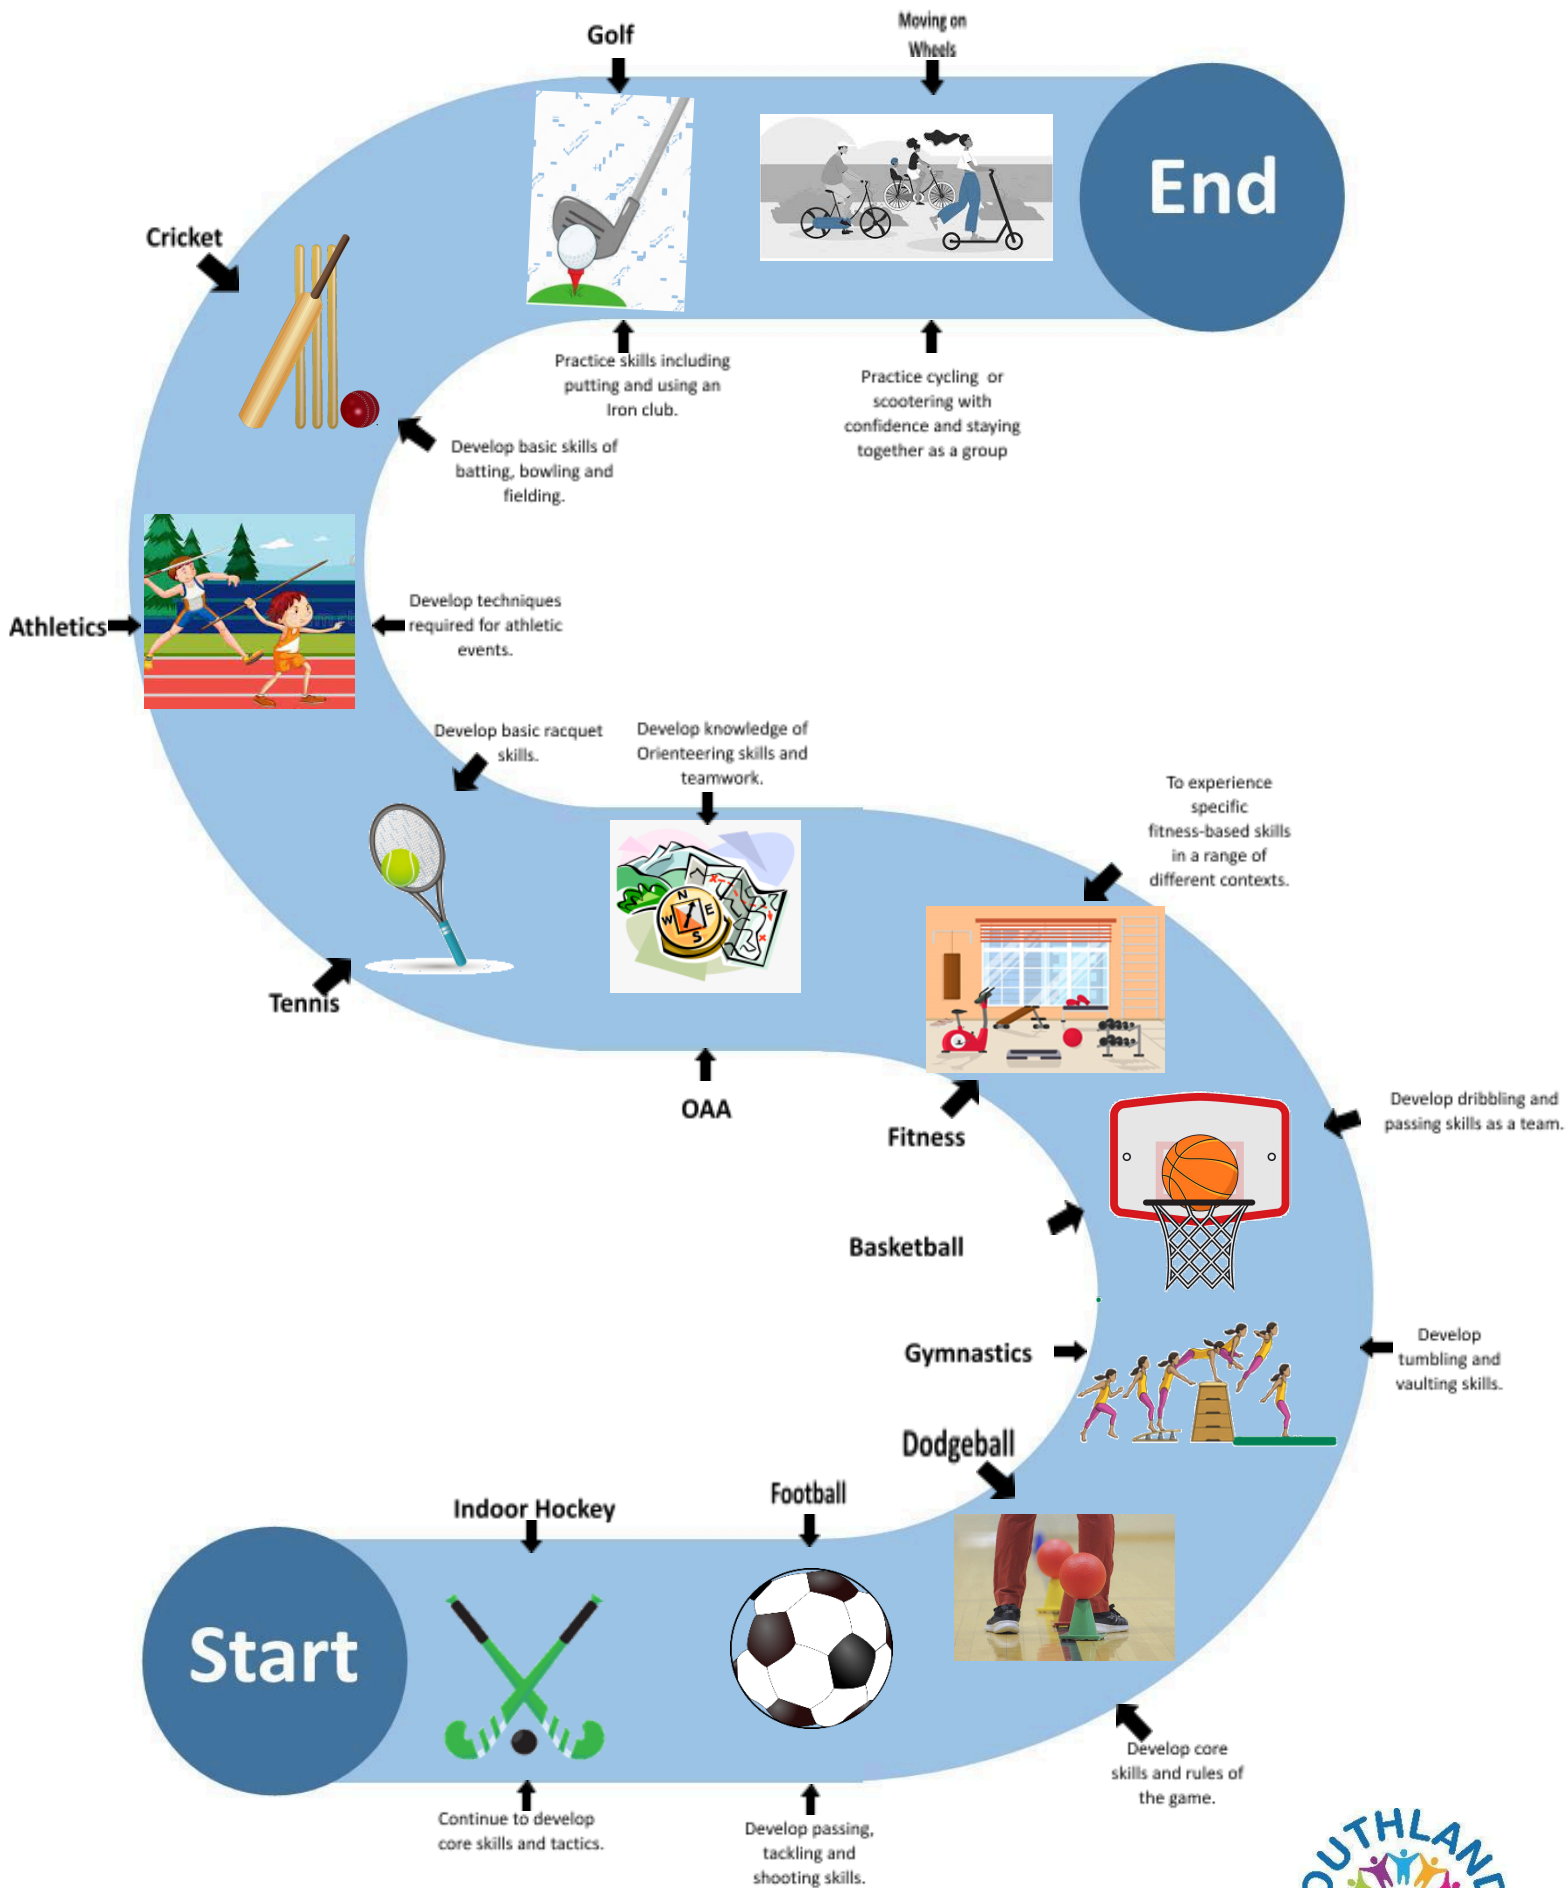 Golf
Moving on
Wheels
End
Cricket
Practice skills including
putting and using an
Iron club.
Practice cycling or
scootering with
confidence and staying
together as a group
Develop basic skills of
batting, bowling and
fielding.
Athletics
Develop techniques
required for athletic
events.
Develop basic racquet
skills.
Develop knowledge of
Orienteering skills and
teamwork.
To experience
specific
fitness-based skills
in a range of
different contexts.
N
W
E
S
Tennis
OAA
Fitness
Develop dribbling and
passing skills as a team.
Basketball
Gymnastics
Develop
tumbling and
vaulting skills.
Dodgeball
Football
Indoor Hockey
Start
Develop core
skills and rules of
the game.
Continue to develop
core skills and tactics.
Develop passing,
tackling and
shooting skills.
OUTHLAND